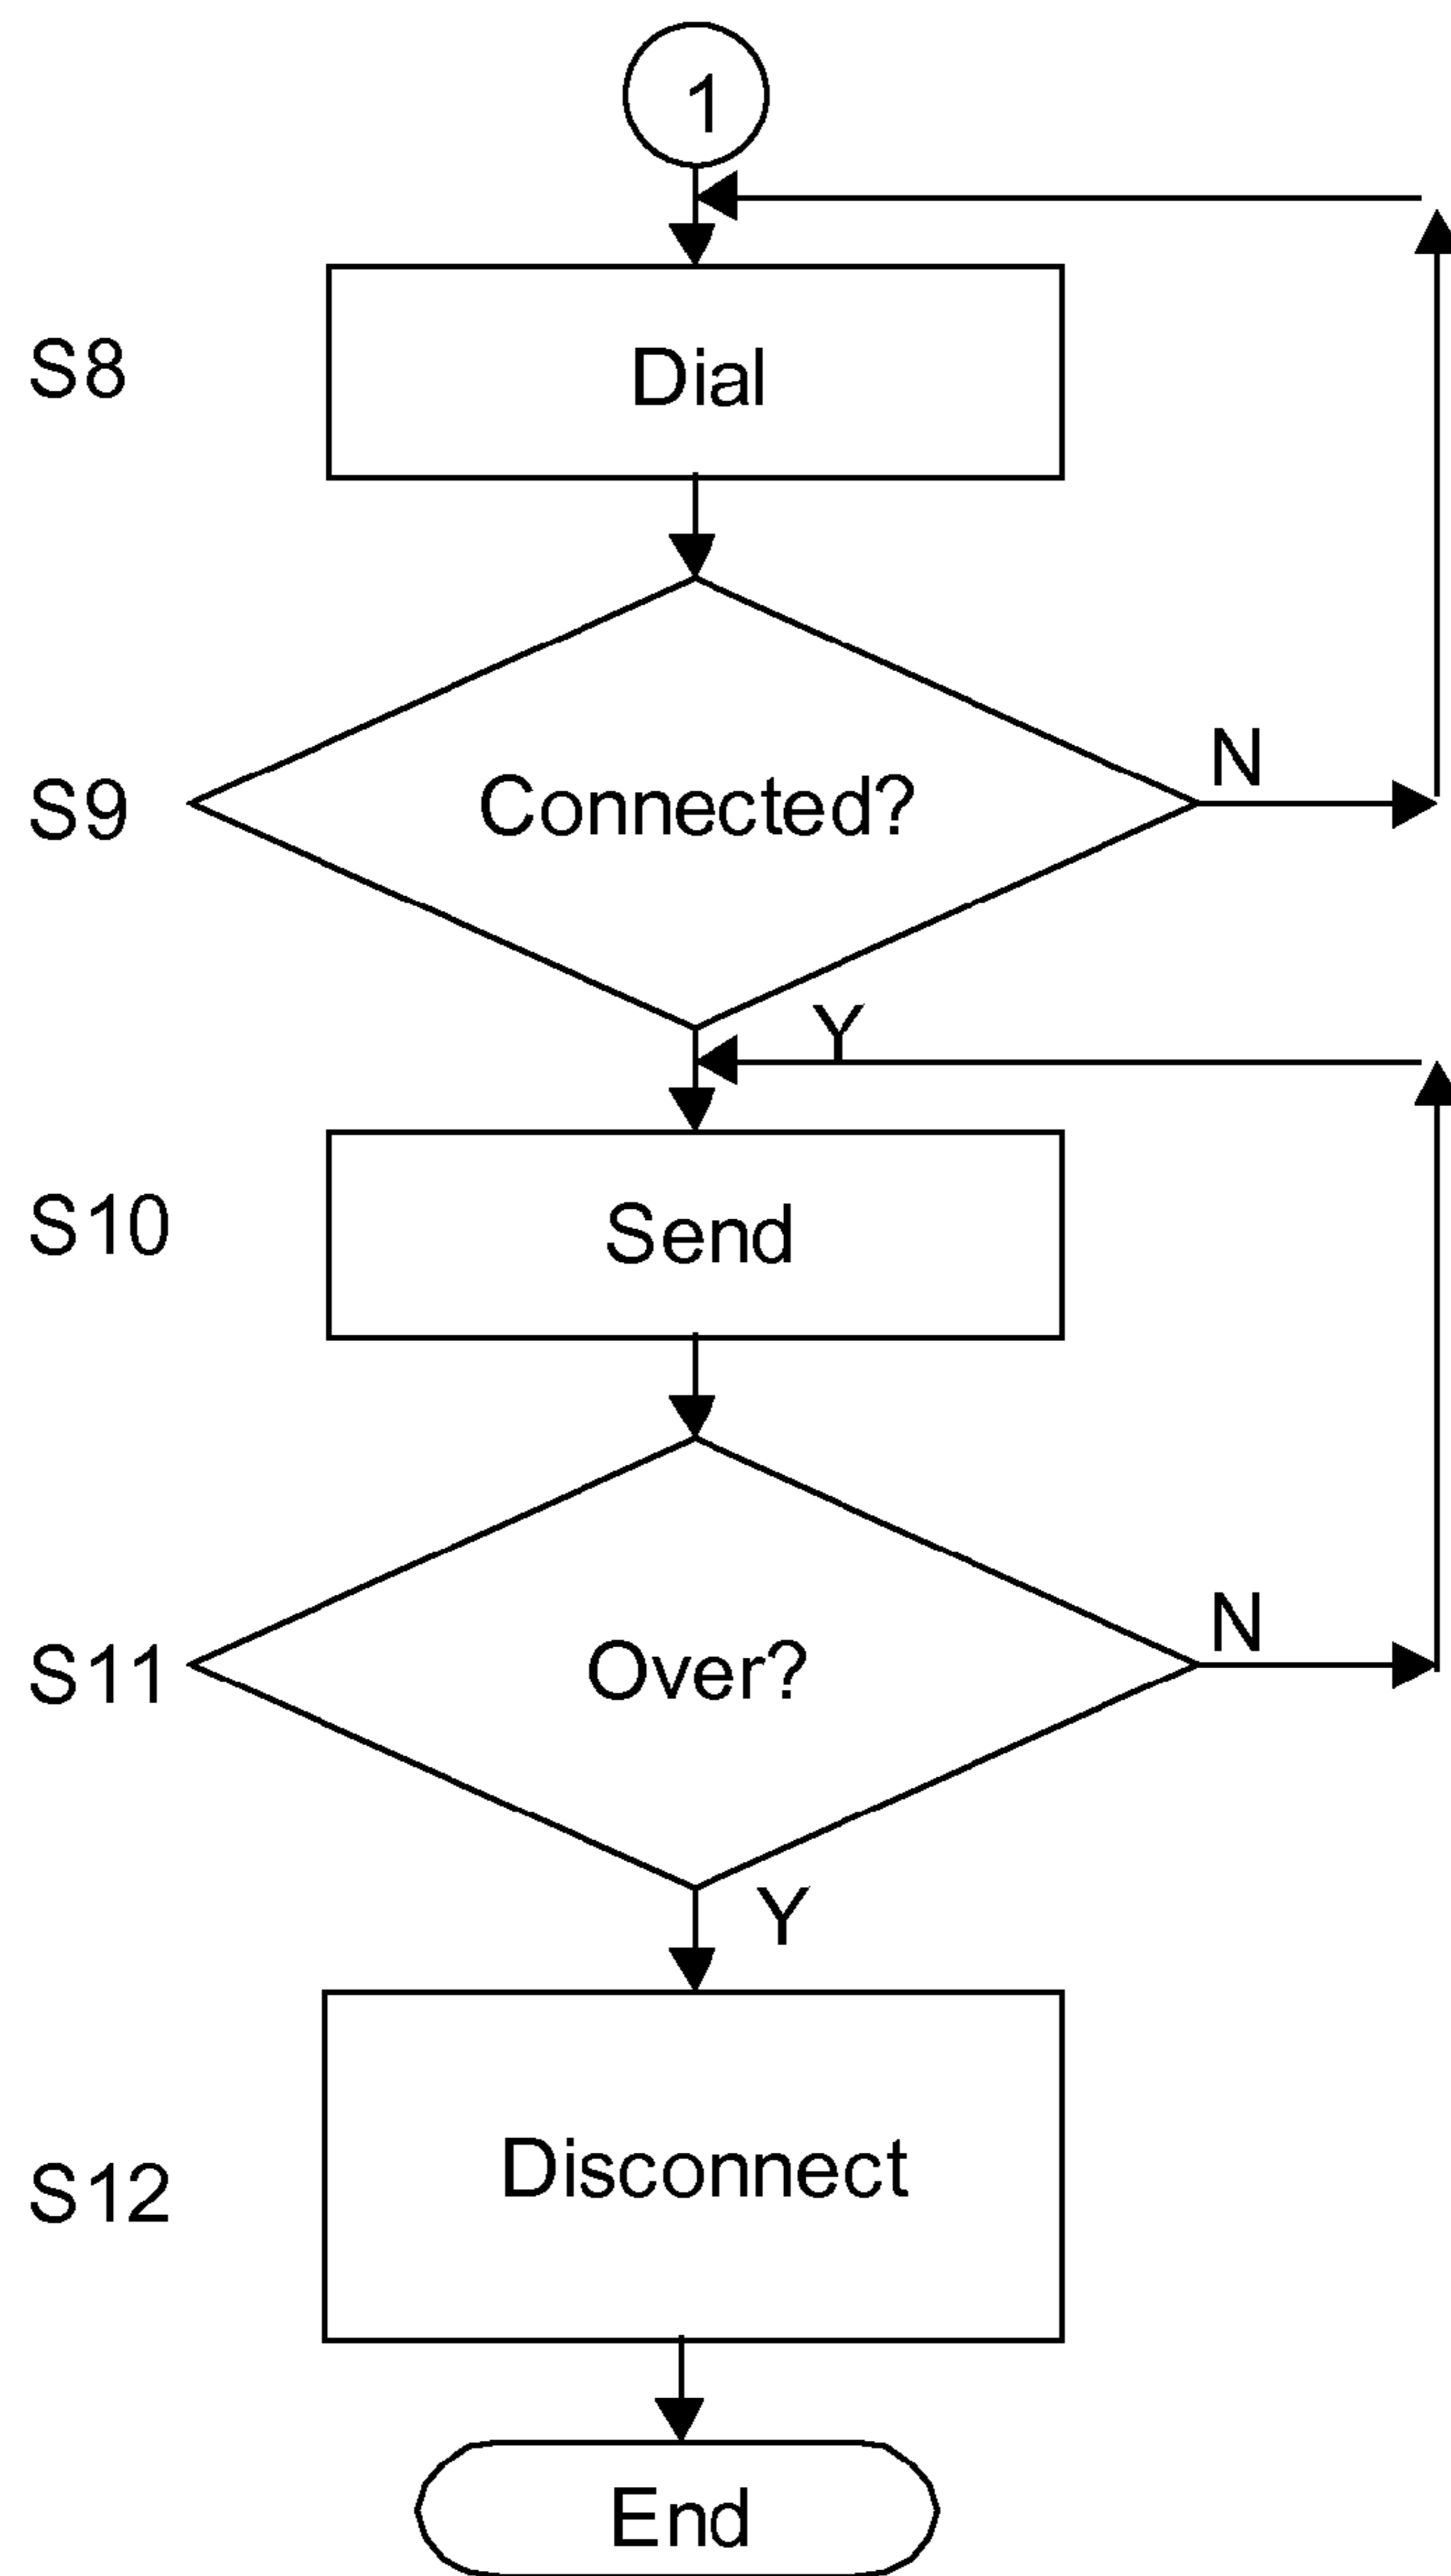 1
S8
Dial
S9
Connected?
N
Y
S10
Send
S11
Over?
N
Y
S12
Disconnect
End